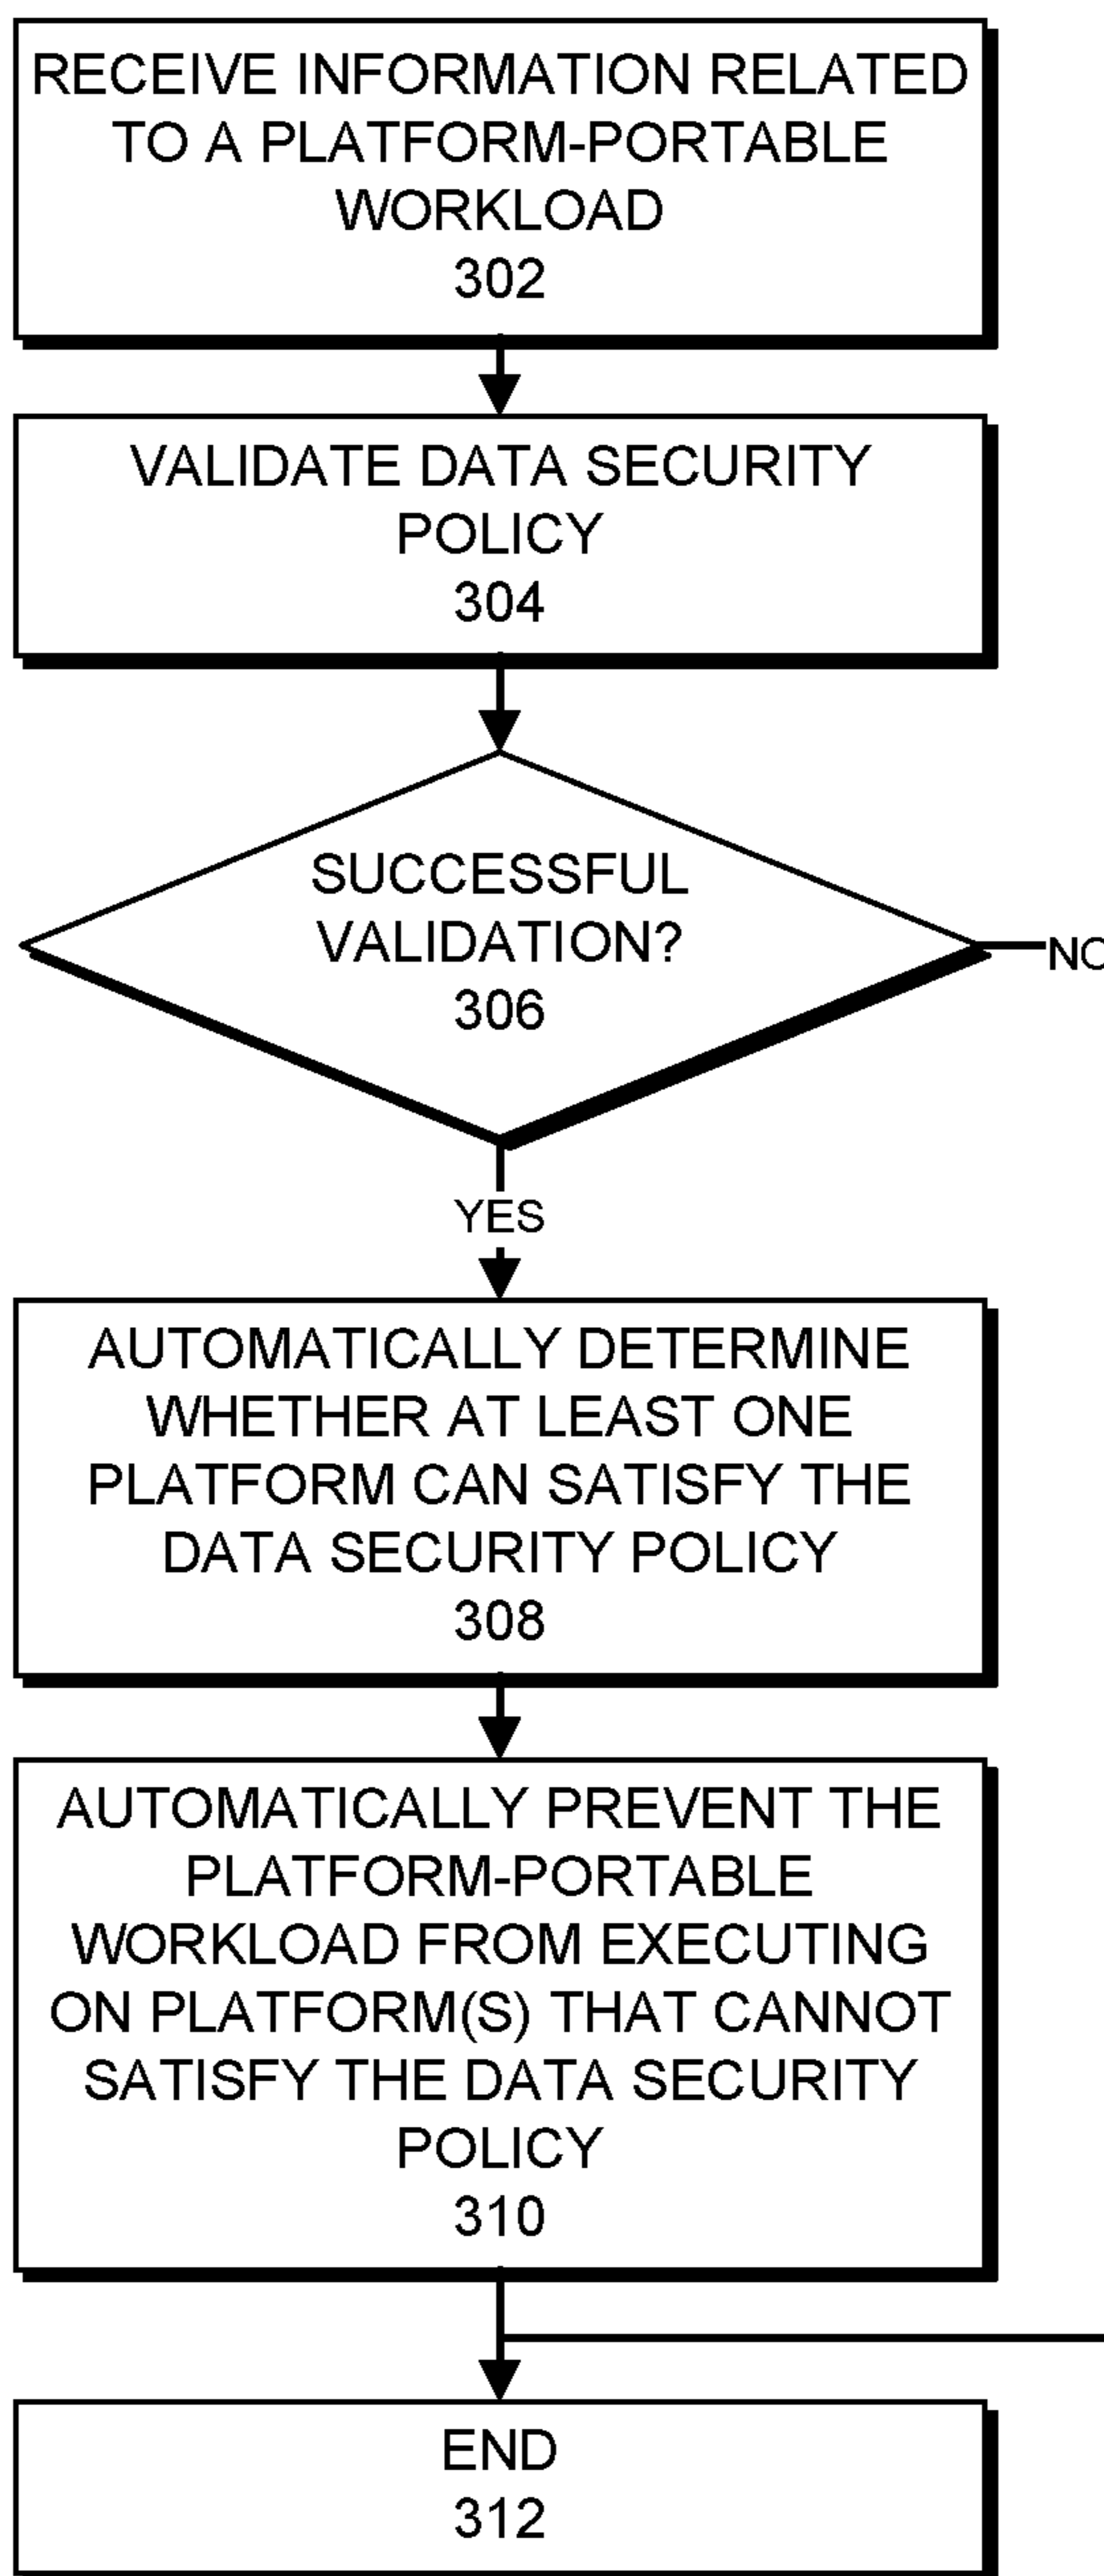 RECEIVE INFORMATION RELATED
TO A PLATFORM-PORTABLE
WORKLOAD
302
VALIDATE DATA SECURITY
POLICY
304
SUCCESSFUL
VALIDATION?
306
NO
YES
AUTOMATICALLY DETERMINE
WHETHER AT LEAST ONE
PLATFORM CAN SATISFY THE
DATA SECURITY POLICY
308
AUTOMATICALLY PREVENT THE
PLATFORM-PORTABLE
WORKLOAD FROM EXECUTING
ON PLATFORM(S) THAT CANNOT
SATISFY THE DATA SECURITY
POLICY
310
END
312